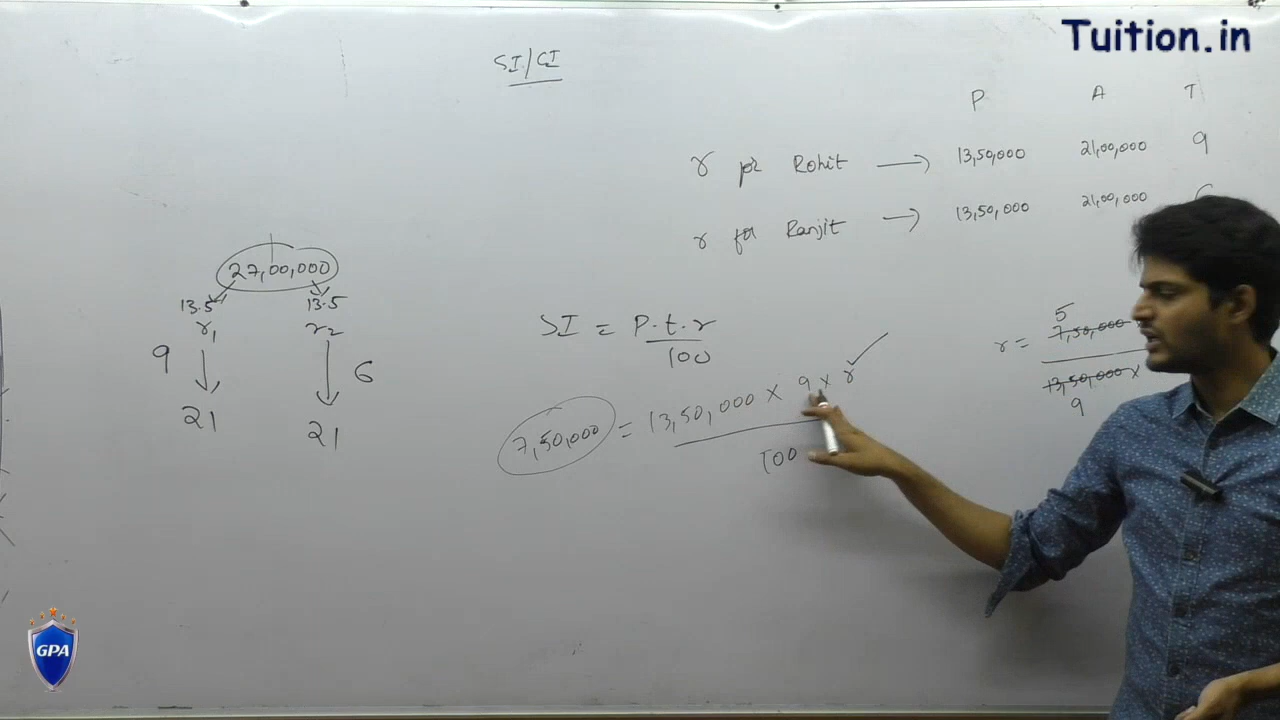 Tuition.in
SI/CI
P A T
r for Rohit → 13,50,000 21,00,000 9
r for Ranjit → 13,50,000 21,00,000
27,00,000
13.5 13.5
r₁ r₂
9 6
21 21
SI = P.t.r
100
7,50,000 = 13,50,000 × 9 × r
100
5
r = 7,50,000
13,50,000 ×
9
GPA